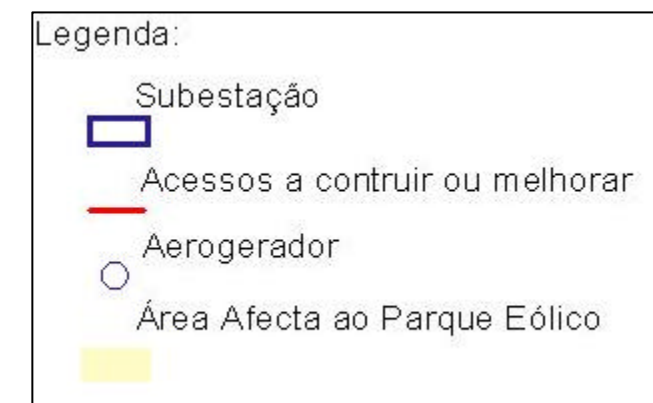 Legenda:
Subestação
Acessos a contruir ou melhorar
Aerogerador
Área Afecta ao Parque Eólico